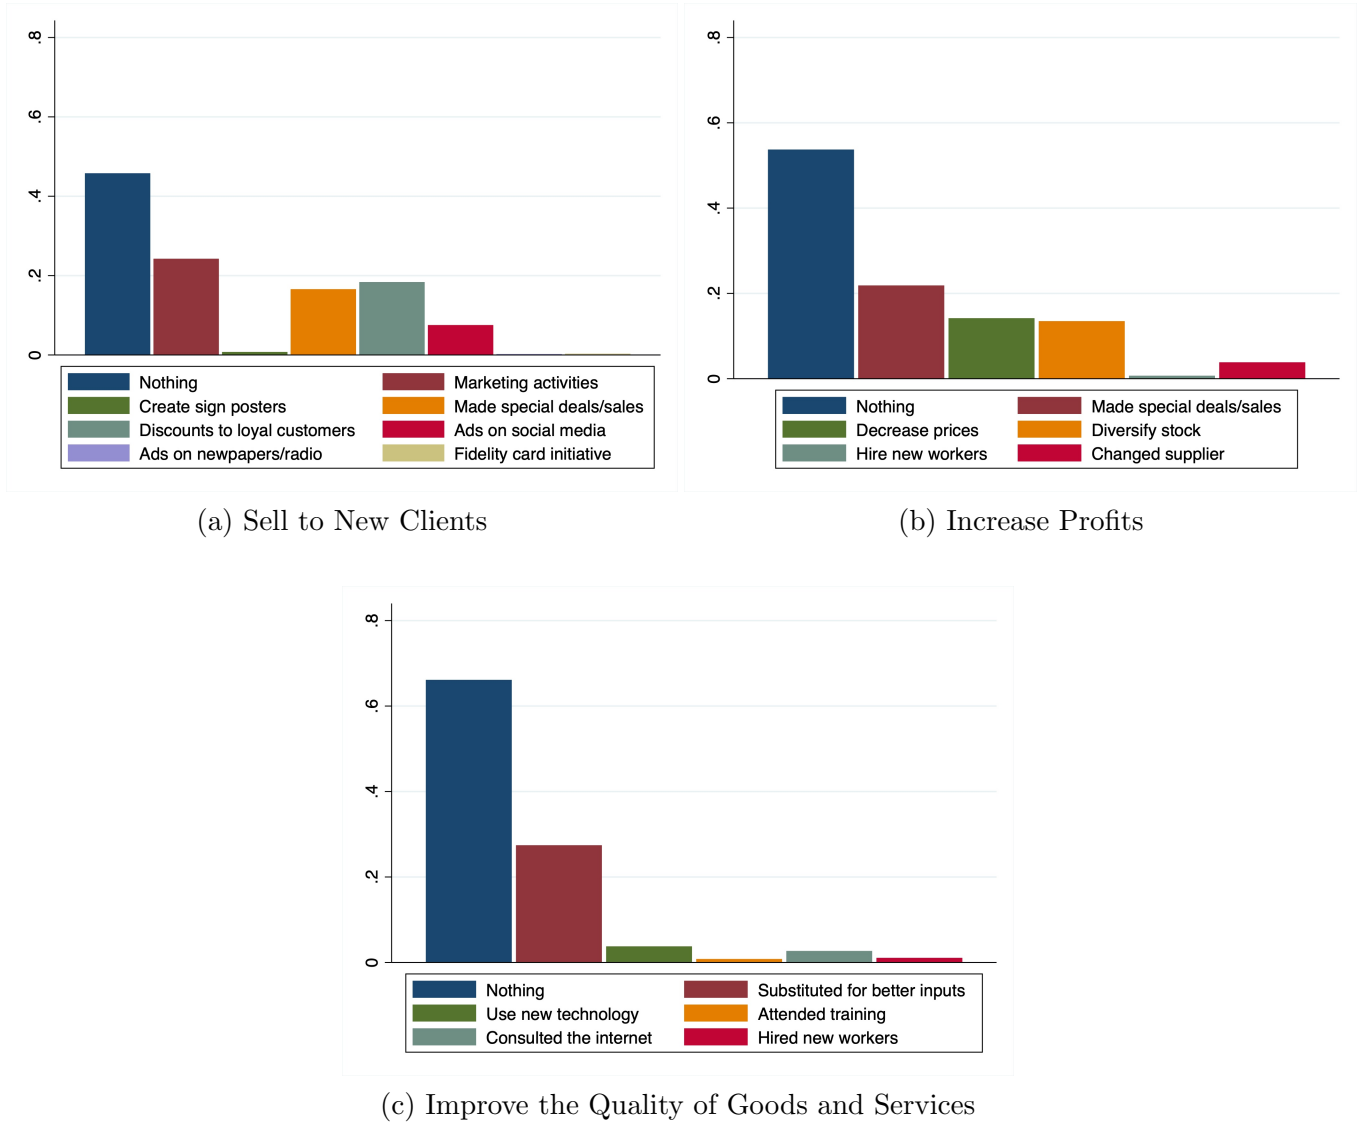 .8
.6
.4
.2
0
Nothing
Marketing activities
Create sign posters
Made special deals/sales
Discounts to loyal customers
Ads on social media
Ads on newpapers/radio
Fidelity card initiative
(a) Sell to New Clients
.8
.6
.4
.2
0
Nothing
Made special deals/sales
Decrease prices
Diversify stock
Hire new workers
Changed supplier
(b) Increase Profits
.8
.6
.4
.2
0
Nothing
Substituted for better inputs
Use new technology
Attended training
Consulted the internet
Hired new workers
(c) Improve the Quality of Goods and Services